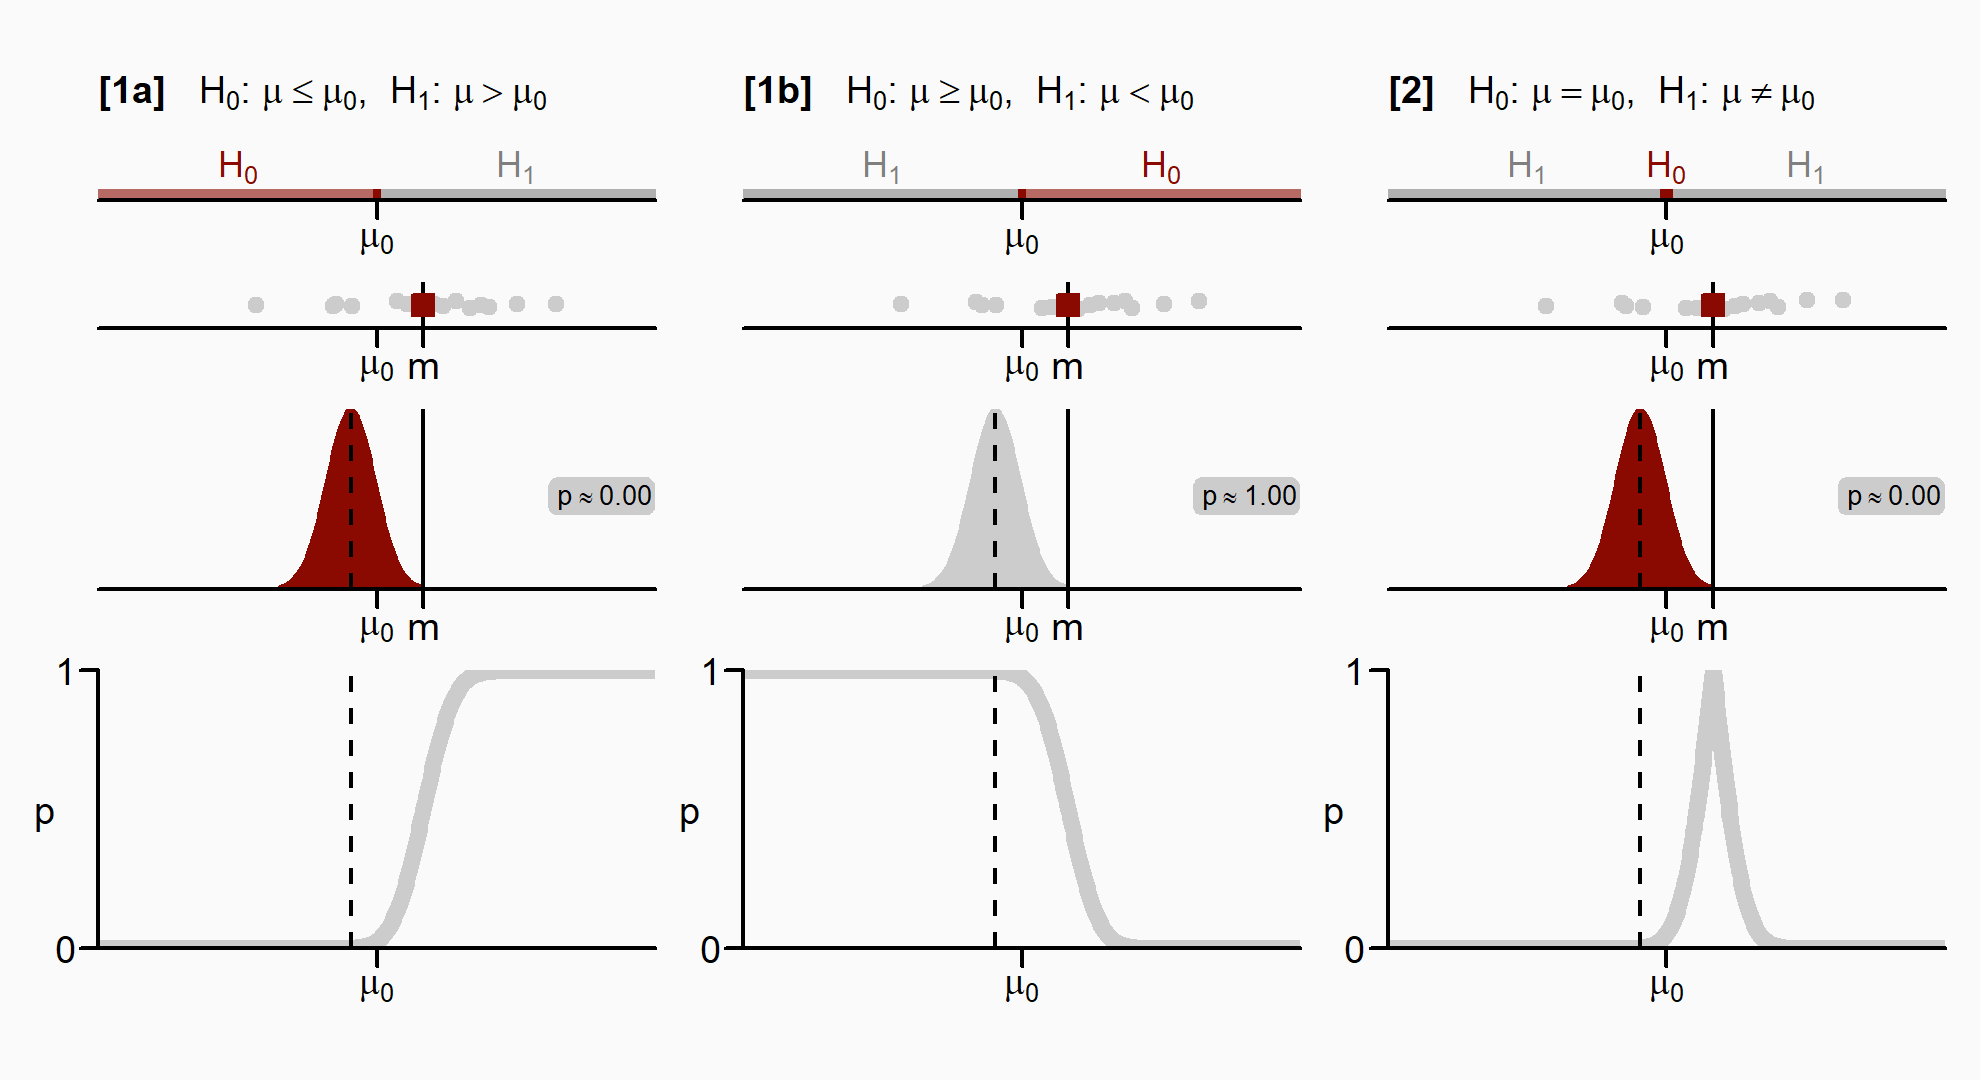 [1a] H₀: μ ≤ μ₀, H₁: μ > μ₀
H₀ H₁
μ₀
μ₀ m
p ≈ 0.00
μ₀ m
1
p
0
μ₀
[1b] H₀: μ ≥ μ₀, H₁: μ < μ₀
H₁ H₀
μ₀
μ₀ m
p ≈ 1.00
μ₀ m
1
p
0
μ₀
[2] H₀: μ = μ₀, H₁: μ ≠ μ₀
H₁ H₀ H₁
μ₀
μ₀ m
p ≈ 0.00
μ₀ m
1
p
0
μ₀